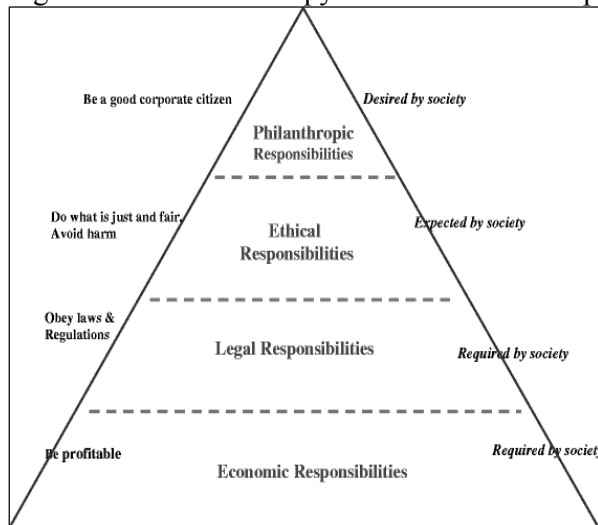 Be a good corporate citizen
Desired by society
Philanthropic
Responsibilities
Do what is just and fair,
Avoid harm
Expected by society
Ethical
Responsibilities
Obey laws &
Regulations
Legal Responsibilities
Required by society
Be profitable
Required by society
Economic Responsibilities